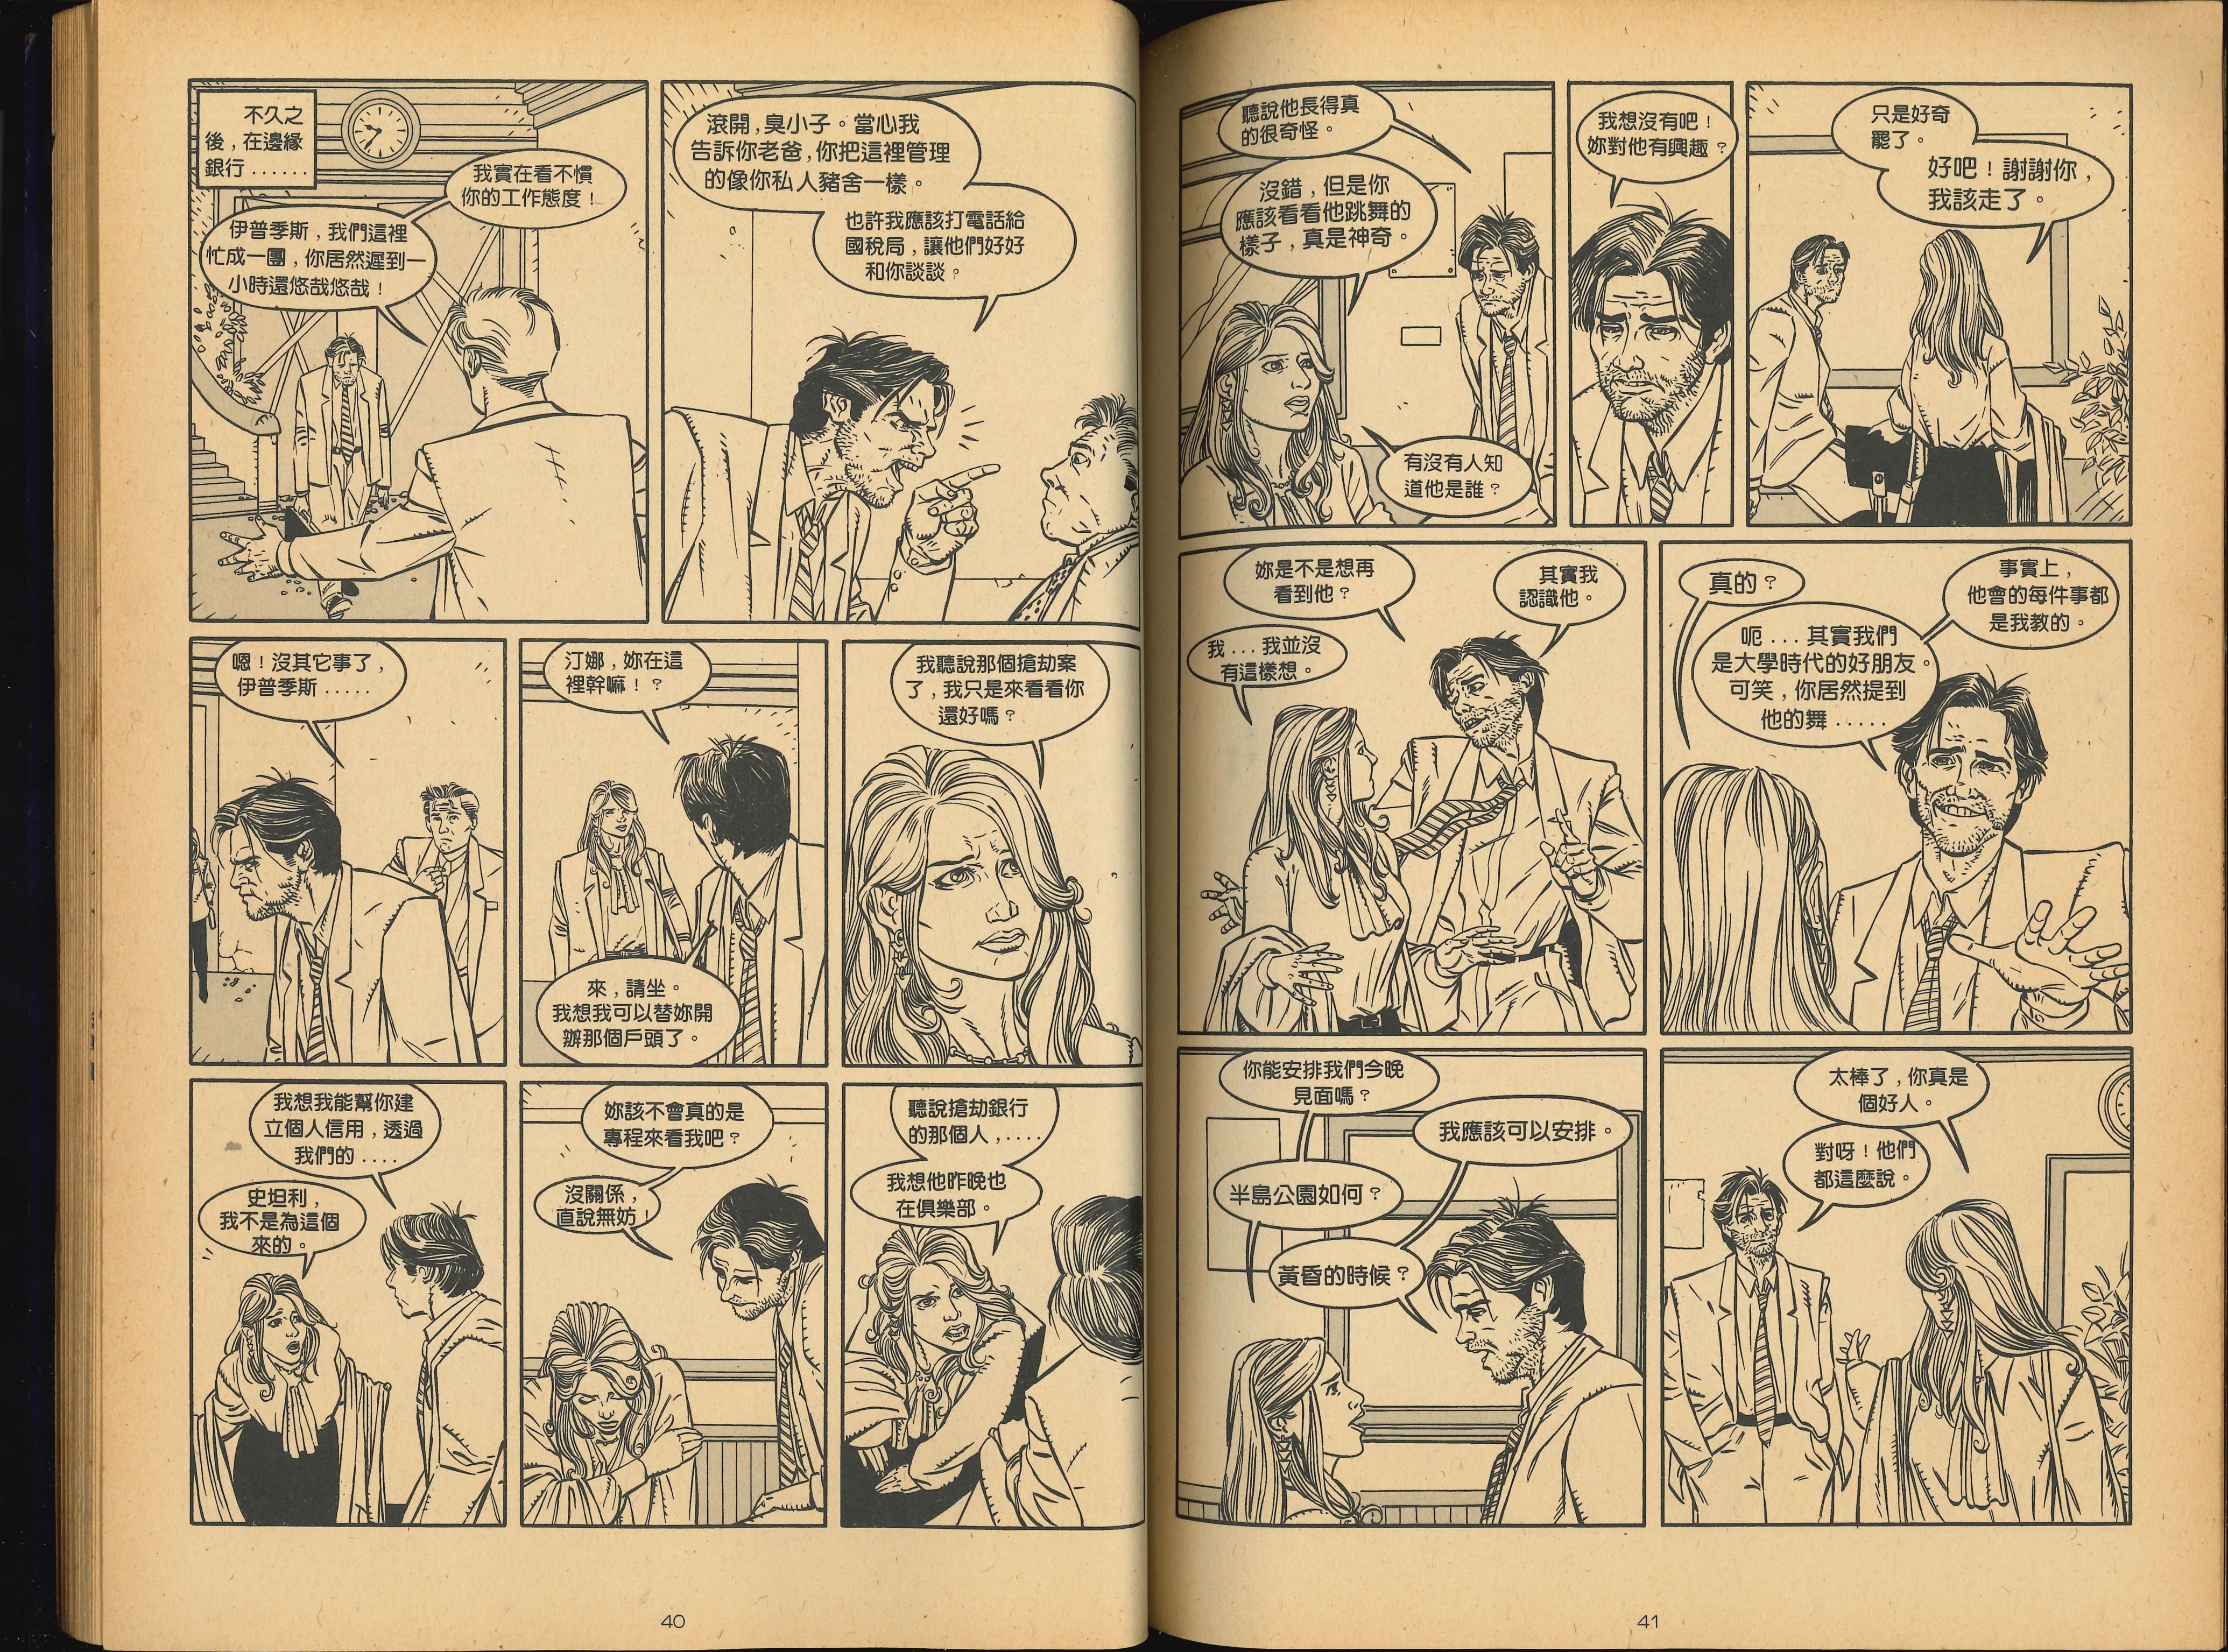 不久之
後，在邊緣
銀行......
伊普季斯，我們這裡
忙成一團，你居然遲到一
小時還悠哉悠哉！
我實在看不慣
你的工作態度！
滾開，臭小子。當心我
告訴你老爸，你把這裡管理
的像你私人豬舍一樣。
也許我應該打電話給
國稅局，讓他們好好
和你談談。
嗯！沒其它事了，
伊普季斯.....
汀娜，妳在這
裡幹嘛！？
來，請坐。
我想我可以替妳開
辦那個戶頭了。
我聽說那個搶劫案
了，我只是來看看你
還好嗎？
我想我能幫你建
立個人信用，透過
我們的....
史坦利，
我不是為這個
來的。
妳該不會真的是
專程來看我吧？
沒關係，
直說無妨！
聽說搶劫銀行
的那個人，....
我想他昨晚也
在俱樂部。
40
聽說他長得真
的很奇怪。
沒錯，但是你
應該看看他跳舞的
樣子，真是神奇。
有沒有人知
道他是誰？
我想沒有吧！
妳對他有興趣？
只是好奇
罷了。
好吧！謝謝你，
我該走了。
妳是不是想再
看到他？
我...我並沒
有這樣想。
其實我
認識他。
真的？
呃...其實我們
是大學時代的好朋友。
可笑，你居然提到
他的舞.....
事實上，
他會的每件事都
是我教的。
你能安排我們今晚
見面嗎？
我應該可以安排。
半島公園如何？
黃昏的時候？
太棒了，你真是
個好人。
對呀！他們
都這麼說。
41